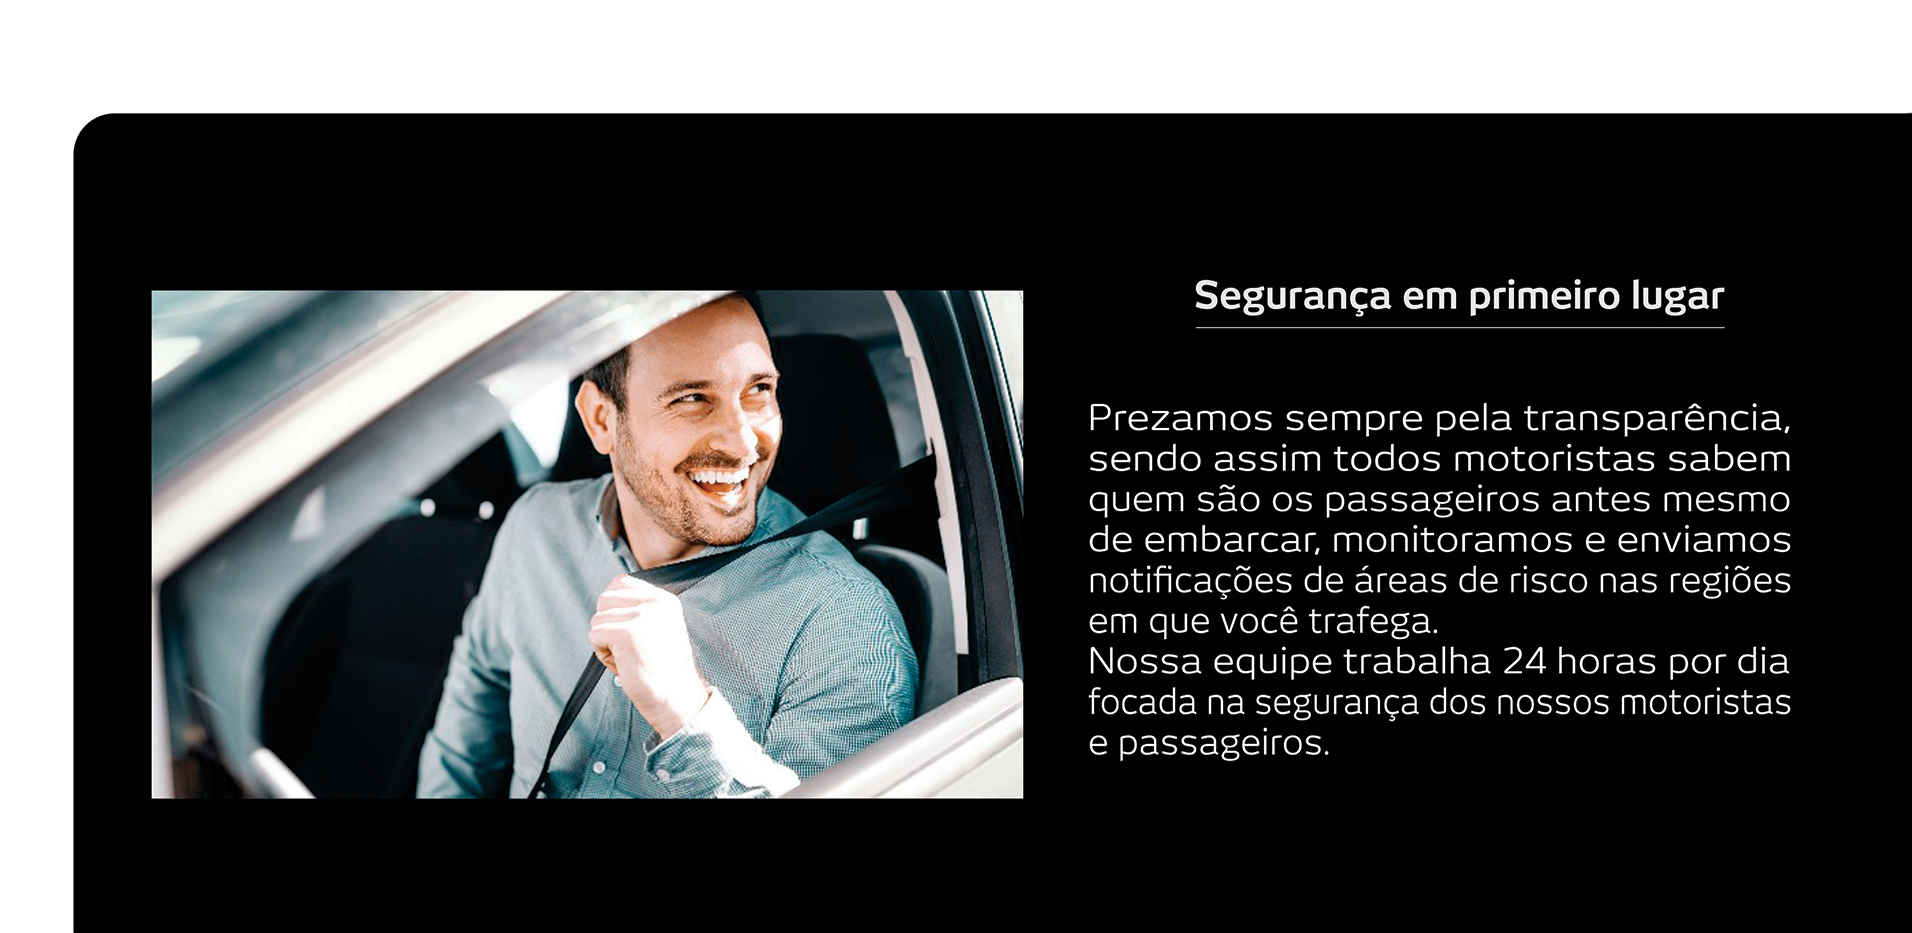 Segurança em primeiro lugar
Prezamos sempre pela transparência,
sendo assim todos motoristas sabem
quem são os passageiros antes mesmo
de embarcar, monitoramos e enviamos
notificações de áreas de risco nas regiões
em que você trafega.
Nossa equipe trabalha 24 horas por dia
focada na segurança dos nossos motoristas
e passageiros.